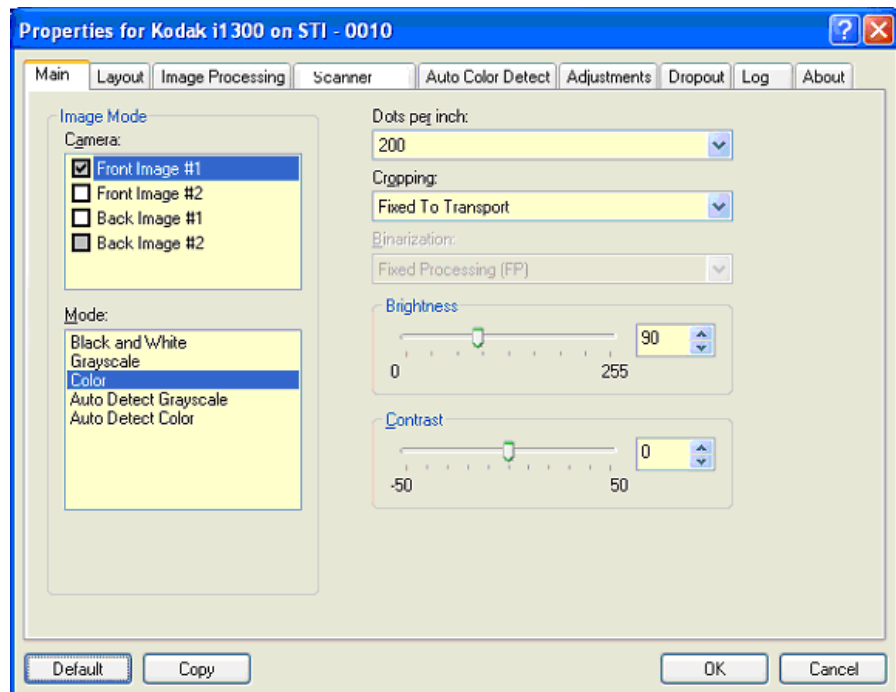 Properties for Kodak i1300 on STI - 0010
Main Layout Image Processing Scanner Auto Color Detect Adjustments Dropout Log About
Image Mode
Camera:
Front Image #1
Front Image #2
Back Image #1
Back Image #2
Mode:
Black and White
Grayscale
Color
Auto Detect Grayscale
Auto Detect Color
Dots per inch:
200
Cropping:
Fixed To Transport
Binarization:
Fixed Processing (FP)
Brightness
90
0 255
Contrast
0
-50 50
Default Copy OK Cancel